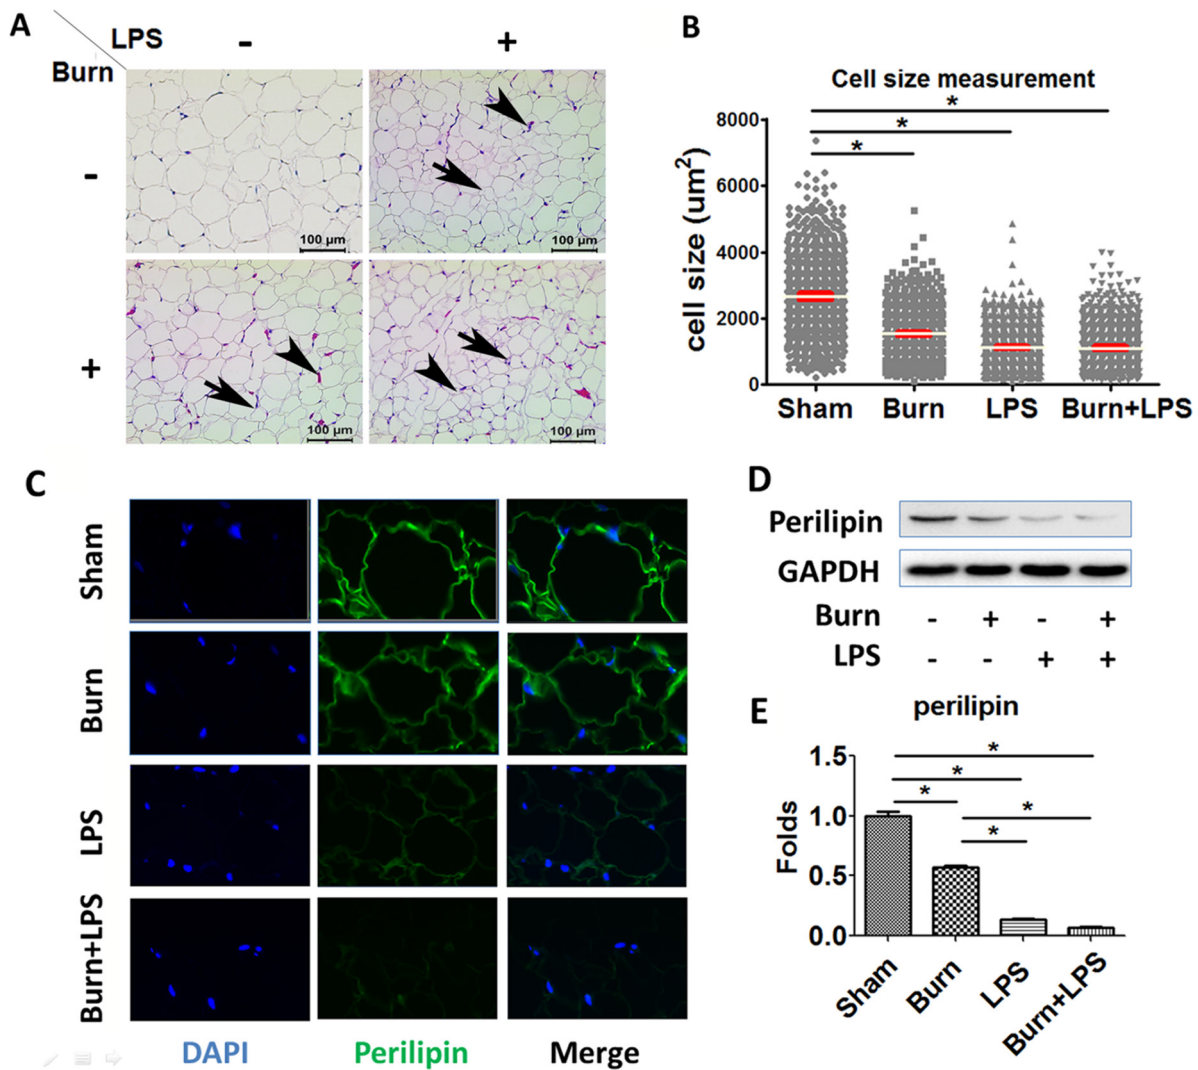 A
LPS
Burn
- +
-
100 µm
100 µm
+
100 µm
100 µm
B
Cell size measurement
*
*
*
cell size (um2)
8000
6000
4000
2000
0
Sham Burn LPS Burn+LPS
C
Sham
Burn
LPS
Burn+LPS
DAPI Perilipin Merge
D
Perilipin
GAPDH
Burn - + - +
LPS - - + +
E
perilipin
*
*
* *
*
Folds
1.5
1.0
0.5
0.0
Sham Burn LPS Burn+LPS